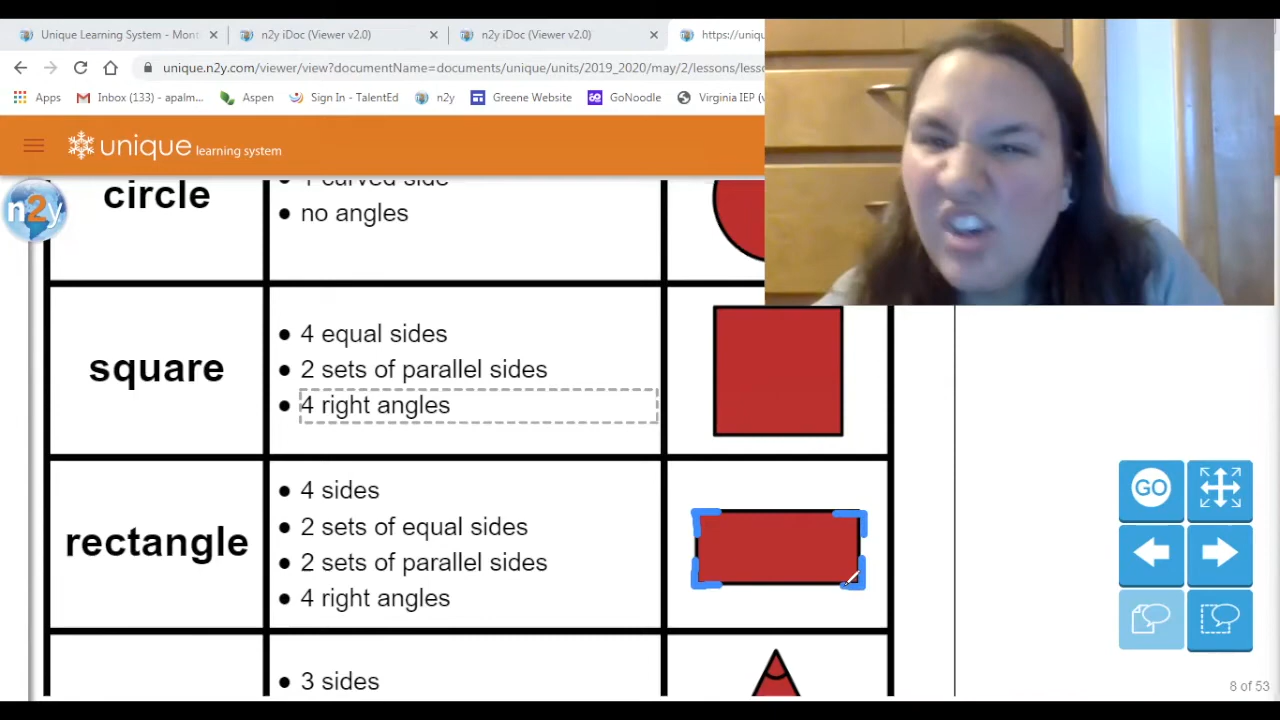 Unique Learning System - Mont
n2y iDoc (Viewer v2.0)
n2y iDoc (Viewer v2.0)
https://uniqu
unique.n2y.com/viewer/view?documentName=documents/unique/units/2019_2020/may/2/lessons/lesso
Apps
Inbox (133) - apalm...
Aspen
Sign In - TalentEd
n2y
Greene Website
GoNoodle
Virginia IEP (v
unique learning system
n2y
circle
no angles
square
4 equal sides
2 sets of parallel sides
4 right angles
rectangle
4 sides
2 sets of equal sides
2 sets of parallel sides
4 right angles
3 sides
GO
8 of 53